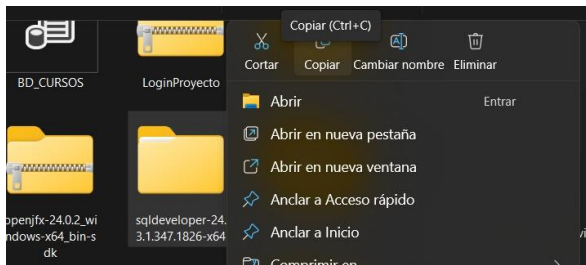 Copiar (Ctrl+C)
Cortar
Copiar
Cambiar nombre
Eliminar
BD_CURSOS
LoginProyecto
Abrir
Entrar
Abrir en nueva pestaña
Abrir en nueva ventana
Anclar a Acceso rápido
Anclar a Inicio
Comprimir en
openjfx-24.0.2_wi
ndows-x64_bin-s
dk
sqldeveloper-24.
3.1.347.1826-x64